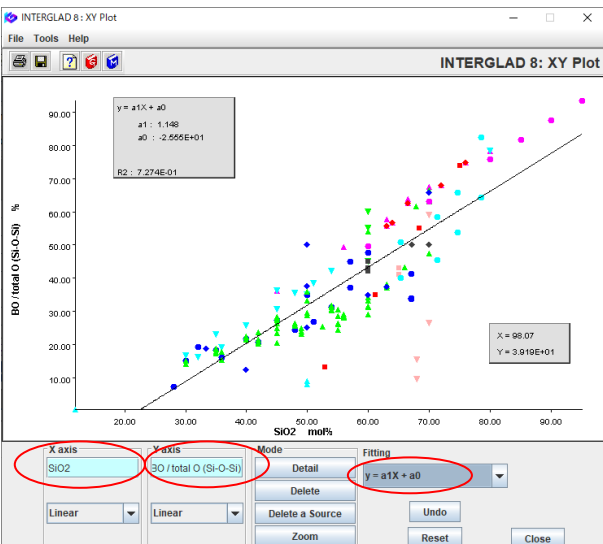 INTERGLAD 8: XY Plot
File Tools Help
INTERGLAD 8: XY Plot
y = a1X + a0
a1 : 1.148
a0 : -2.555E+01
R2 : 7.274E-01
90.00
80.00
70.00
60.00
50.00
40.00
30.00
20.00
10.00
BO / total O (Si-O-Si) %
X = 98.07
Y = 3.919E+01
20.00 30.00 40.00 50.00 60.00 70.00 80.00 90.00
SiO2 mol%
X axis Y axis Mode Fitting
SiO2 BO / total O (Si-O-Si) Detail y = a1X + a0
Delete
Linear Linear Delete a Source Undo
Zoom Reset Close